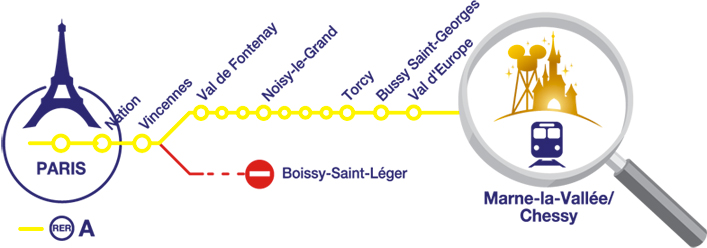 PARIS
Nation
Vincennes
Val de Fontenay
Noisy-le-Grand
Torcy
Bussy Saint-Georges
Val d'Europe
Boissy-Saint-Léger
Marne-la-Vallée/
Chessy
RER A